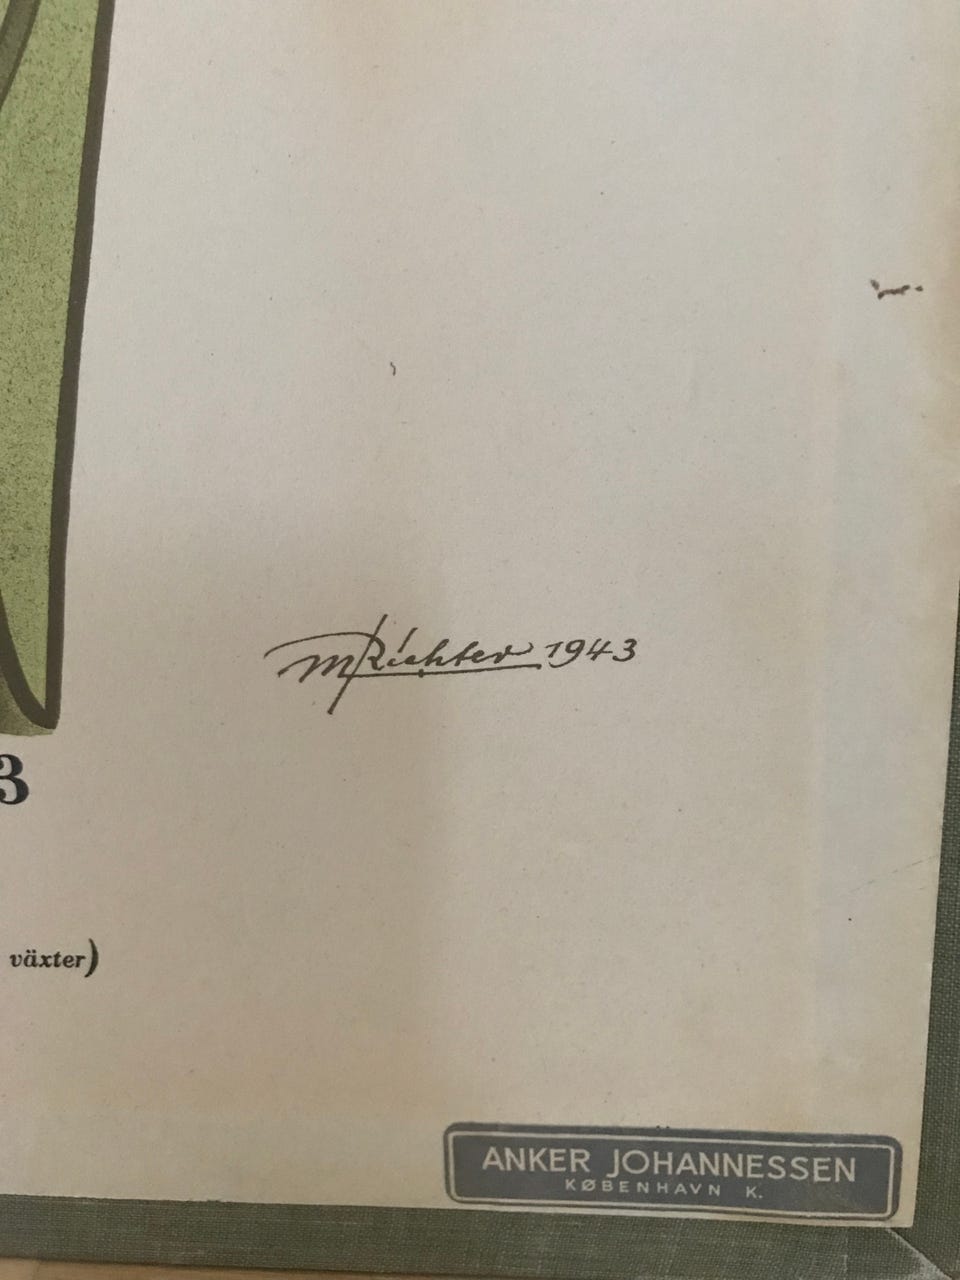 MRichter 1943
3
växter)
ANKER JOHANNESSEN
KØBENHAVN K.